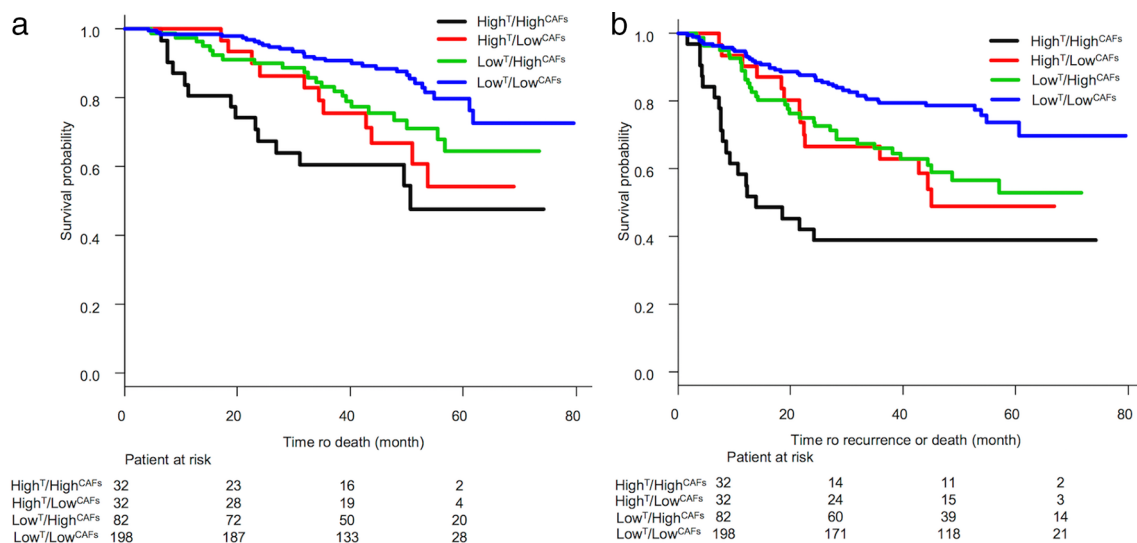 a
High^T/High^CAFs
High^T/Low^CAFs
Low^T/High^CAFs
Low^T/Low^CAFs
1.0
0.8
0.6
0.4
0.2
0.0
Survival probability
0 20 40 60 80
Time ro death (month)
Patient at risk
High^T/High^CAFs 32 23 16 2
High^T/Low^CAFs 32 28 19 4
Low^T/High^CAFs 82 72 50 20
Low^T/Low^CAFs 198 187 133 28
b
High^T/High^CAFs
High^T/Low^CAFs
Low^T/High^CAFs
Low^T/Low^CAFs
1.0
0.8
0.6
0.4
0.2
0.0
Survival probability
0 20 40 60 80
Time ro recurrence or death (month)
Patient at risk
High^T/High^CAFs 32 14 11 2
High^T/Low^CAFs 32 24 15 3
Low^T/High^CAFs 82 60 39 14
Low^T/Low^CAFs 198 171 118 21